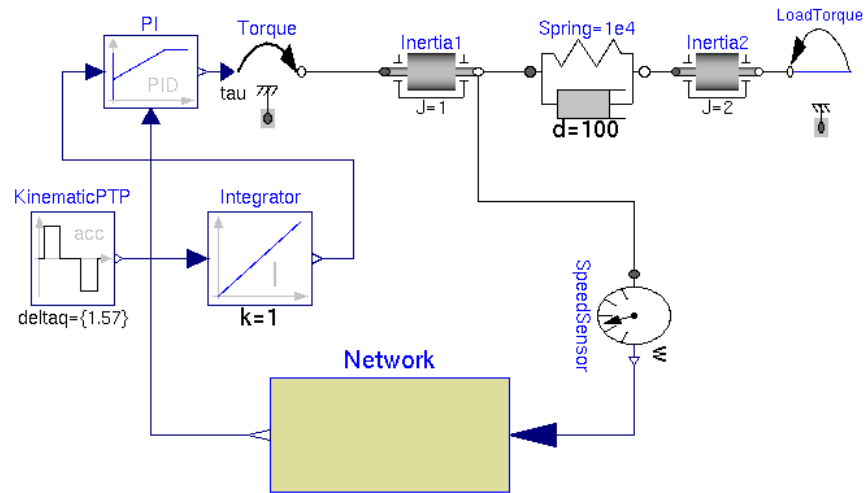 PI
Torque
LoadTorque
Inertia1
Spring=1e4
Inertia2
PID
tau
J=1
d=100
J=2
KinematicPTP
Integrator
acc
I
deltaq={1.57}
k=1
SpeedSensor
w
Network